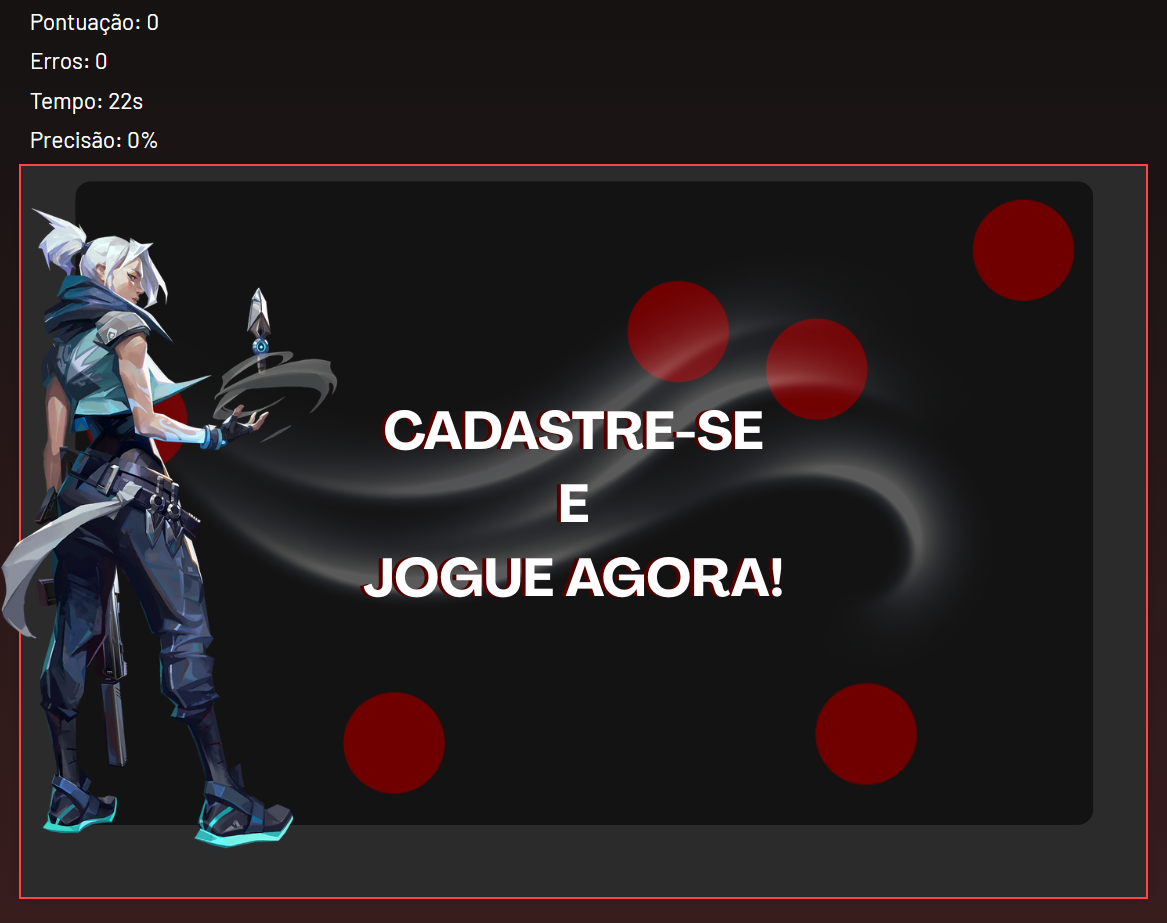 Pontuação: 0
Erros: 0
Tempo: 22s
Precisão: 0%
CADASTRE-SE
E
JOGUE AGORA!